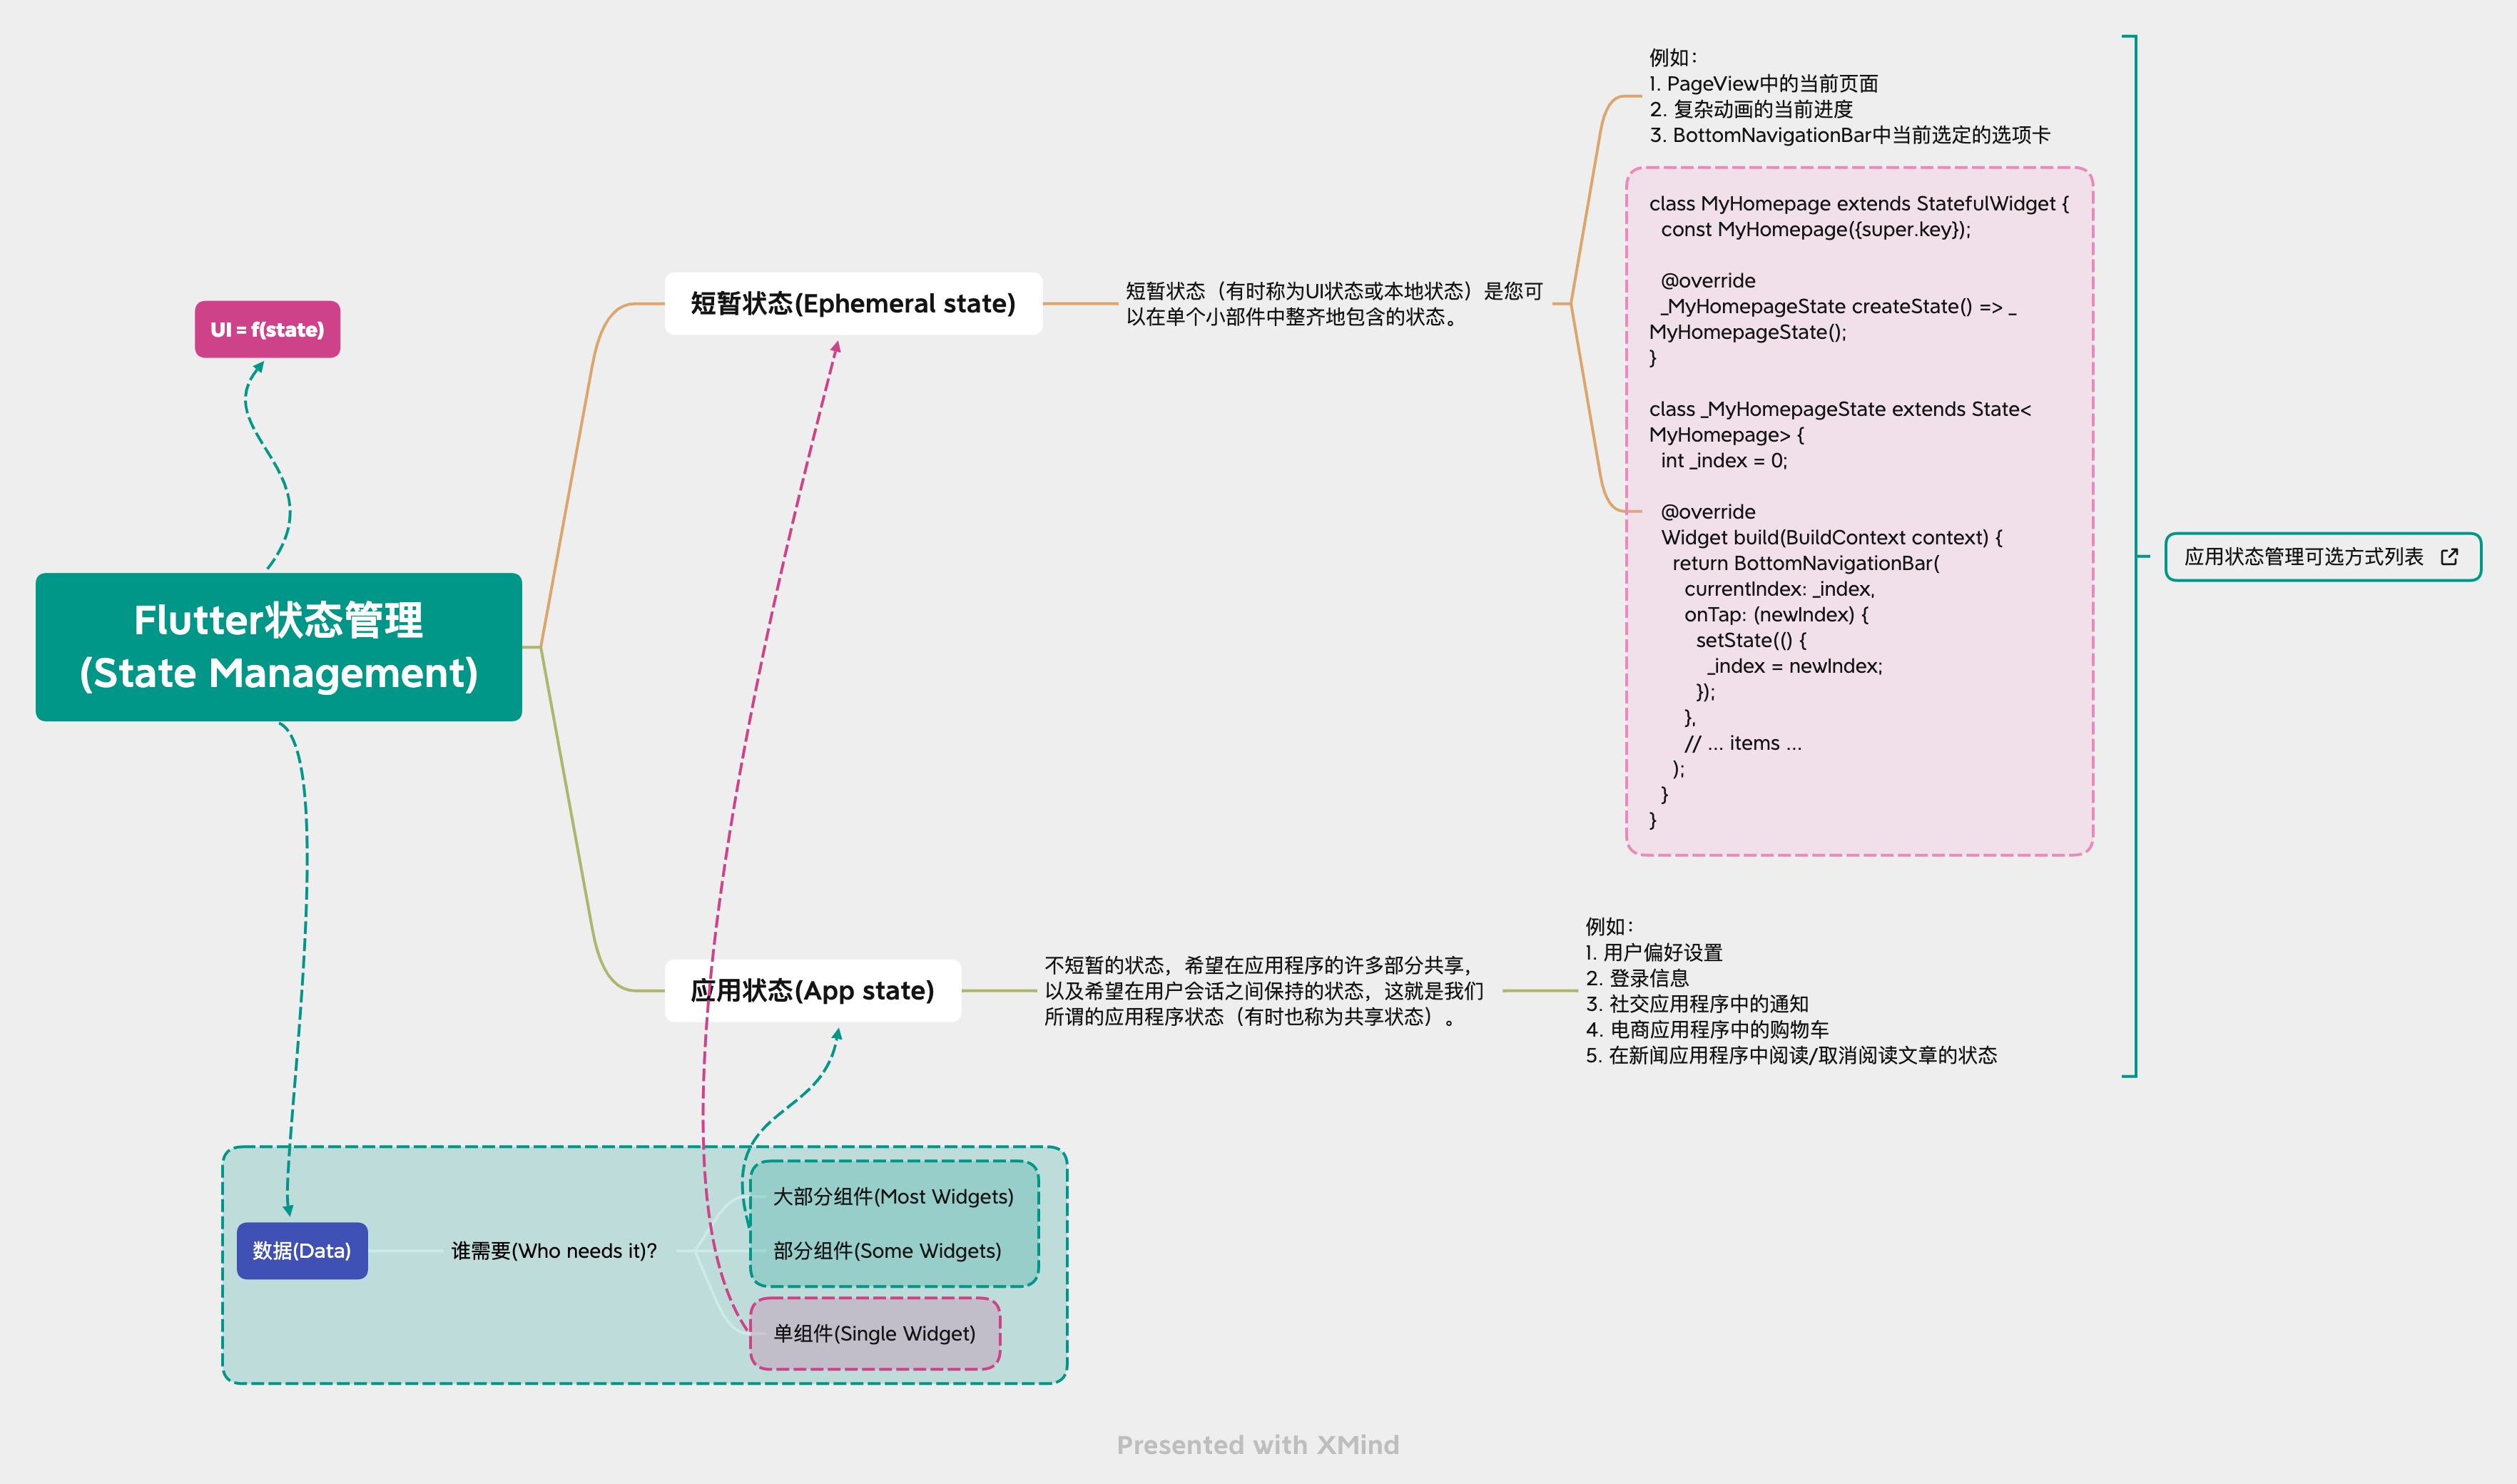 UI = f(state)
Flutter状态管理
(State Management)
短暂状态(Ephemeral state)
短暂状态（有时称为UI状态或本地状态）是您可
以在单个小部件中整齐地包含的状态。
例如：
1. PageView中的当前页面
2. 复杂动画的当前进度
3. BottomNavigationBar中当前选定的选项卡
class MyHomepage extends StatefulWidget {
  const MyHomepage({super.key});
  @override
  _MyHomepageState createState() => _
MyHomepageState();
}
class _MyHomepageState extends State<
MyHomepage> {
  int _index = 0;
  @override
  Widget build(BuildContext context) {
    return BottomNavigationBar(
      currentIndex: _index,
      onTap: (newIndex) {
        setState(() {
          _index = newIndex;
        });
      },
      // ... items ...
    );
  }
}
应用状态管理可选方式列表
应用状态(App state)
不短暂的状态，希望在应用程序的许多部分共享，
以及希望在用户会话之间保持的状态，这就是我们
所谓的应用程序状态（有时也称为共享状态）。
例如：
1. 用户偏好设置
2. 登录信息
3. 社交应用程序中的通知
4. 电商应用程序中的购物车
5. 在新闻应用程序中阅读/取消阅读文章的状态
数据(Data)
谁需要(Who needs it)?
大部分组件(Most Widgets)
部分组件(Some Widgets)
单组件(Single Widget)
Presented with XMind